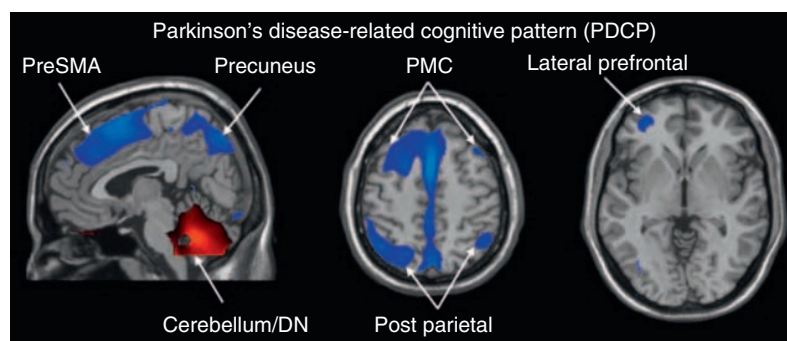 Parkinson's disease-related cognitive pattern (PDCP)
PreSMA
Precuneus
PMC
Lateral prefrontal
Cerebellum/DN
Post parietal